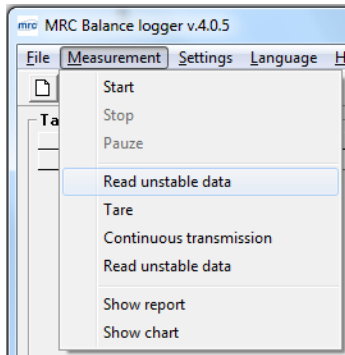 mrc MRC Balance logger v.4.0.5
File Measurement Settings Language H
Ta
Start
Stop
Pauze
Read unstable data
Tare
Continuous transmission
Read unstable data
Show report
Show chart